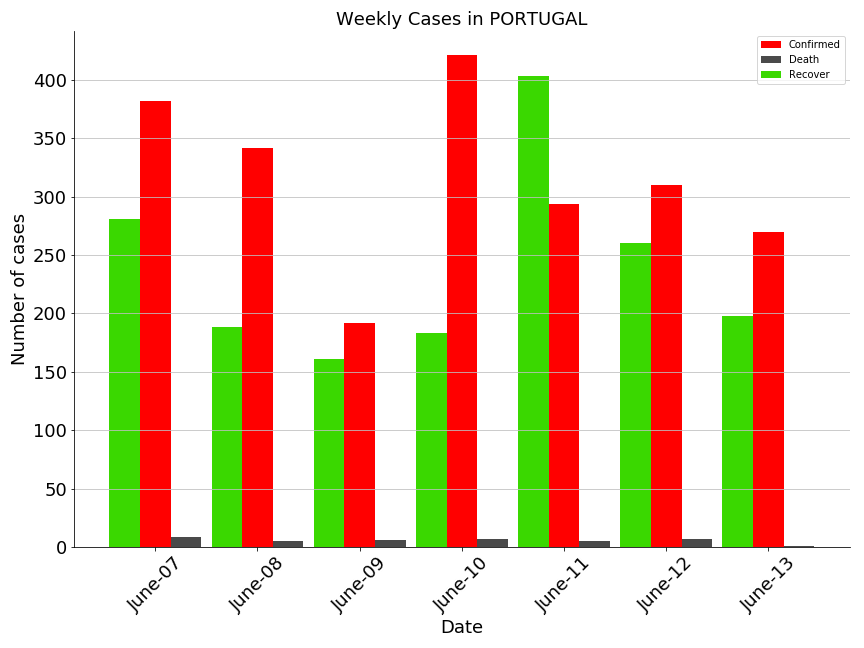 Weekly Cases in PORTUGAL
Confirmed
Death
Recover
Number of cases
400
350
300
250
200
150
100
50
0
June-07
June-08
June-09
June-10
June-11
June-12
June-13
Date